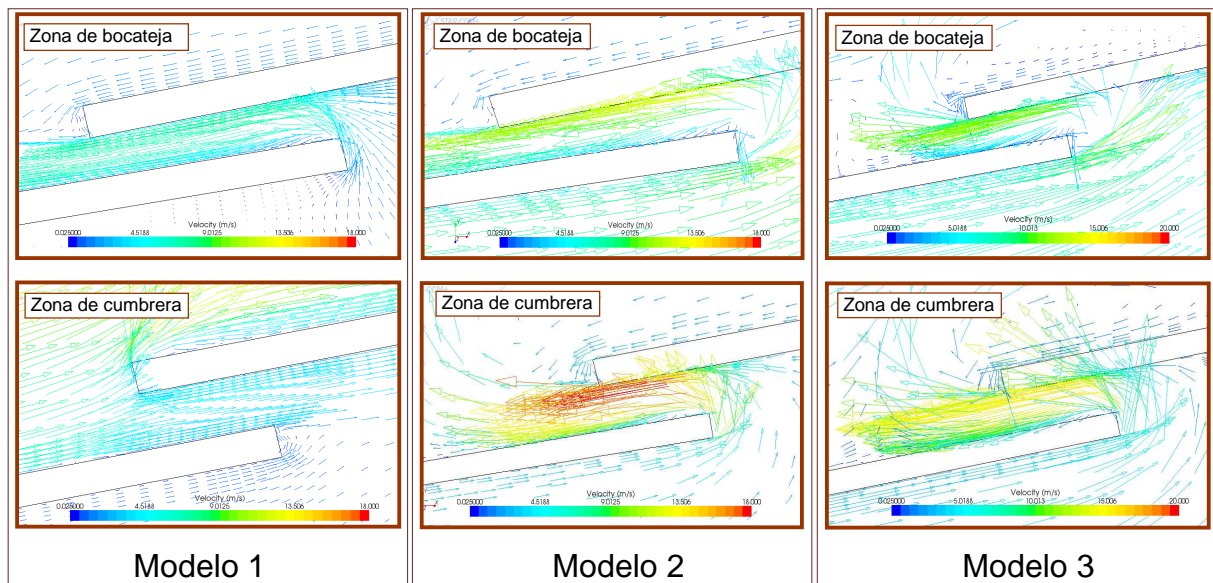 Zona de bocateja
Velocity (m/s)
0.025000 4.5188 9.0125 13.506 18.000
Zona de cumbrera
Velocity (m/s)
0.025000 4.5188 9.0125 13.506 18.000
Modelo 1
Zona de bocateja
Velocity (m/s)
0.025000 4.5188 9.0125 13.506 18.000
Zona de cumbrera
Velocity (m/s)
0.025000 4.5188 9.0125 13.506 18.000
Modelo 2
Zona de bocateja
Velocity (m/s)
0.025000 5.0188 10.013 15.006 20.000
Zona de cumbrera
Velocity (m/s)
0.025000 5.0188 10.013 15.006 20.000
Modelo 3